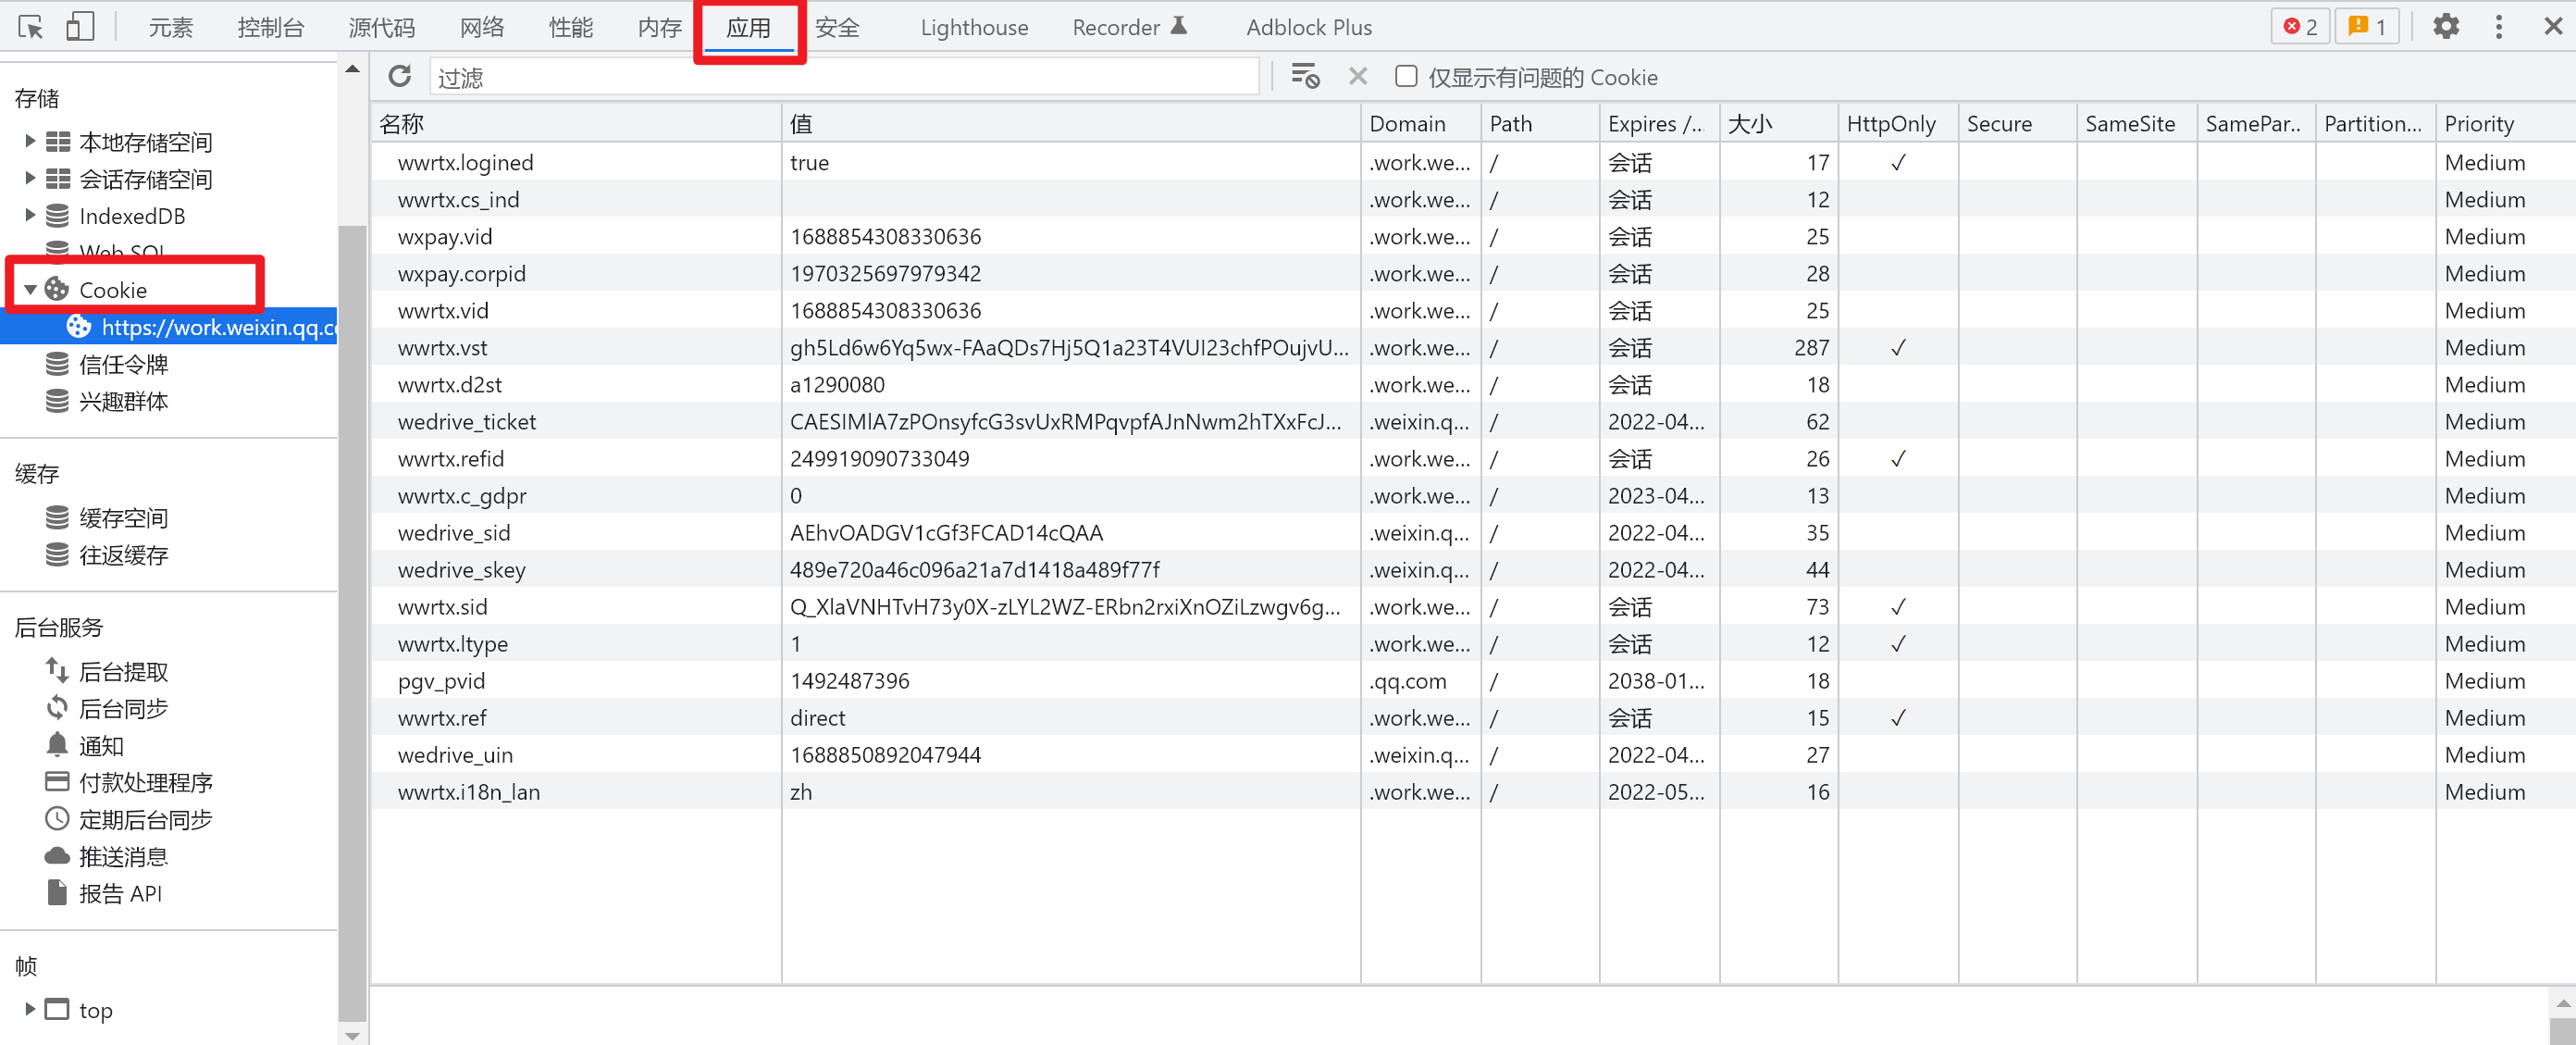 元素 控制台 源代码 网络 性能 内存 应用 安全 Lighthouse Recorder Adblock Plus 2 1
过滤 仅显示有问题的 Cookie
存储
本地存储空间
会话存储空间
IndexedDB
Web SQL
Cookie
https://work.weixin.qq.c
信任令牌
兴趣群体
缓存
缓存空间
往返缓存
后台服务
后台提取
后台同步
通知
付款处理程序
定期后台同步
推送消息
报告 API
帧
top
名称 值 Domain Path Expires /... 大小 HttpOnly Secure SameSite SamePar.. Partition... Priority
wwrtx.logined true .work.we... / 会话 17 ✓ Medium
wwrtx.cs_ind .work.we... / 会话 12 Medium
wxpay.vid 1688854308330636 .work.we... / 会话 25 Medium
wxpay.corpid 1970325697979342 .work.we... / 会话 28 Medium
wwrtx.vid 1688854308330636 .work.we... / 会话 25 Medium
wwrtx.vst gh5Ld6w6Yq5wx-FAaQDs7Hj5Q1a23T4VUI23chfPOujvU... .work.we... / 会话 287 ✓ Medium
wwrtx.d2st a1290080 .work.we... / 会话 18 Medium
wedrive_ticket CAESIMlA7zPOnsyfcG3svUxRMPqvpfAJnNwm2hTXxFcJ... .weixin.q... / 2022-04... 62 Medium
wwrtx.refid 249919090733049 .work.we... / 会话 26 ✓ Medium
wwrtx.c_gdpr 0 .work.we... / 2023-04... 13 Medium
wedrive_sid AEhvOADGV1cGf3FCAD14cQAA .weixin.q... / 2022-04... 35 Medium
wedrive_skey 489e720a46c096a21a7d1418a489f77f .weixin.q... / 2022-04... 44 Medium
wwrtx.sid Q_XlaVNHTvH73y0X-zLYL2WZ-ERbn2rxiXnOZiLzwgv6g... .work.we... / 会话 73 ✓ Medium
wwrtx.ltype 1 .work.we... / 会话 12 ✓ Medium
pgv_pvid 1492487396 .qq.com / 2038-01... 18 Medium
wwrtx.ref direct .work.we... / 会话 15 ✓ Medium
wedrive_uin 1688850892047944 .weixin.q... / 2022-04... 27 Medium
wwrtx.i18n_lan zh .work.we... / 2022-05... 16 Medium